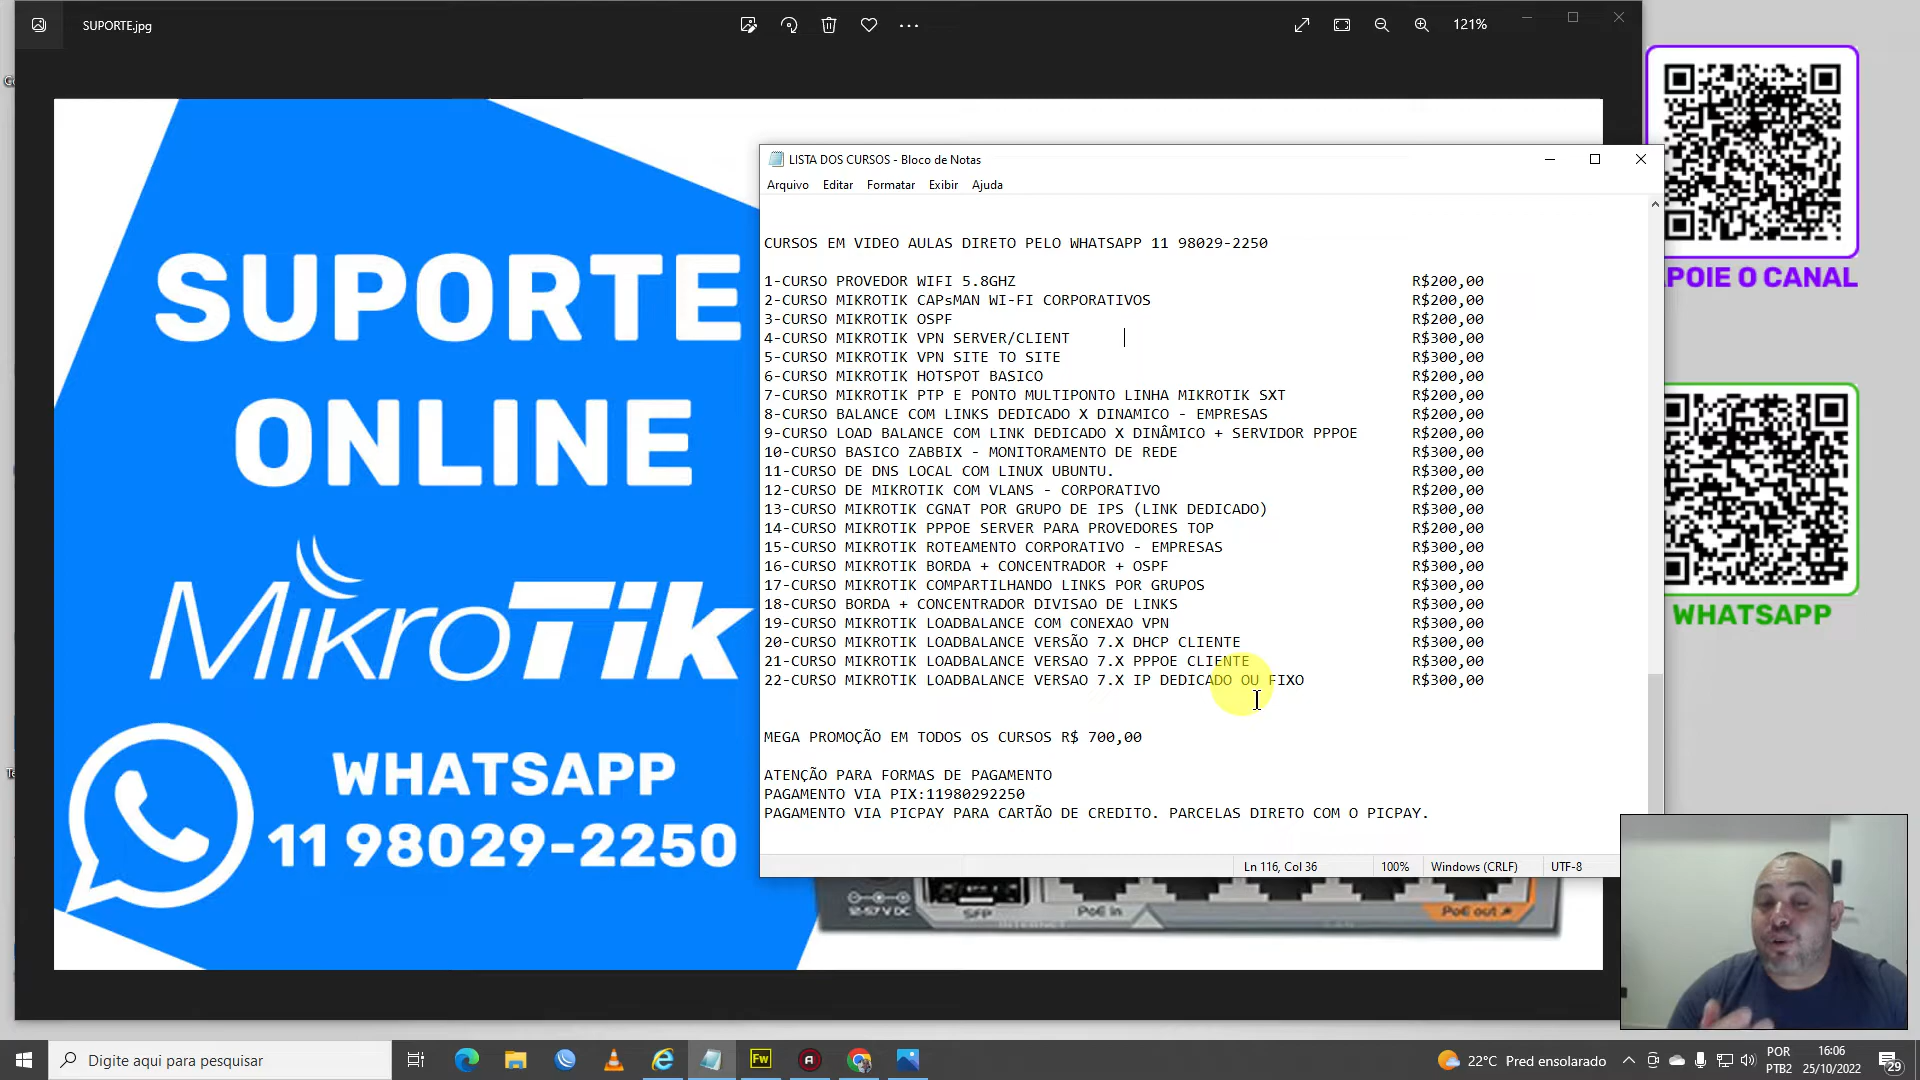 SUPORTE.jpg
121%
SUPORTE
ONLINE
MikroTik
WHATSAPP
11 98029-2250
LISTA DOS CURSOS - Bloco de Notas
Arquivo Editar Formatar Exibir Ajuda
CURSOS EM VIDEO AULAS DIRETO PELO WHATSAPP 11 98029-2250
1-CURSO PROVEDOR WIFI 5.8GHZ R$200,00
2-CURSO MIKROTIK CAPsMAN WI-FI CORPORATIVOS R$200,00
3-CURSO MIKROTIK OSPF R$200,00
4-CURSO MIKROTIK VPN SERVER/CLIENT R$300,00
5-CURSO MIKROTIK VPN SITE TO SITE R$300,00
6-CURSO MIKROTIK HOTSPOT BASICO R$200,00
7-CURSO MIKROTIK PTP E PONTO MULTIPONTO LINHA MIKROTIK SXT R$200,00
8-CURSO BALANCE COM LINKS DEDICADO X DINAMICO - EMPRESAS R$200,00
9-CURSO LOAD BALANCE COM LINK DEDICADO X DINÂMICO + SERVIDOR PPPOE R$200,00
10-CURSO BASICO ZABBIX - MONITORAMENTO DE REDE R$300,00
11-CURSO DE DNS LOCAL COM LINUX UBUNTU. R$300,00
12-CURSO DE MIKROTIK COM VLANS - CORPORATIVO R$200,00
13-CURSO MIKROTIK CGNAT POR GRUPO DE IPS (LINK DEDICADO) R$300,00
14-CURSO MIKROTIK PPPOE SERVER PARA PROVEDORES TOP R$200,00
15-CURSO MIKROTIK ROTEAMENTO CORPORATIVO - EMPRESAS R$300,00
16-CURSO MIKROTIK BORDA + CONCENTRADOR + OSPF R$300,00
17-CURSO MIKROTIK COMPARTILHANDO LINKS POR GRUPOS R$300,00
18-CURSO BORDA + CONCENTRADOR DIVISAO DE LINKS R$300,00
19-CURSO MIKROTIK LOADBALANCE COM CONEXAO VPN R$300,00
20-CURSO MIKROTIK LOADBALANCE VERSÃO 7.X DHCP CLIENTE R$300,00
21-CURSO MIKROTIK LOADBALANCE VERSAO 7.X PPPOE CLIENTE R$300,00
22-CURSO MIKROTIK LOADBALANCE VERSAO 7.X IP DEDICADO OU FIXO R$300,00
MEGA PROMOÇÃO EM TODOS OS CURSOS R$ 700,00
ATENÇÃO PARA FORMAS DE PAGAMENTO
PAGAMENTO VIA PIX:11980292250
PAGAMENTO VIA PICPAY PARA CARTÃO DE CREDITO. PARCELAS DIRETO COM O PICPAY.
Ln 116, Col 36 100% Windows (CRLF) UTF-8
12-57 V DC SFP PoE in PoE out
INTERNET LAN
POIE O CANAL
WHATSAPP
Digite aqui para pesquisar
Fw
22°C Pred ensolarado
POR
PTB2
16:06
25/10/2022
29